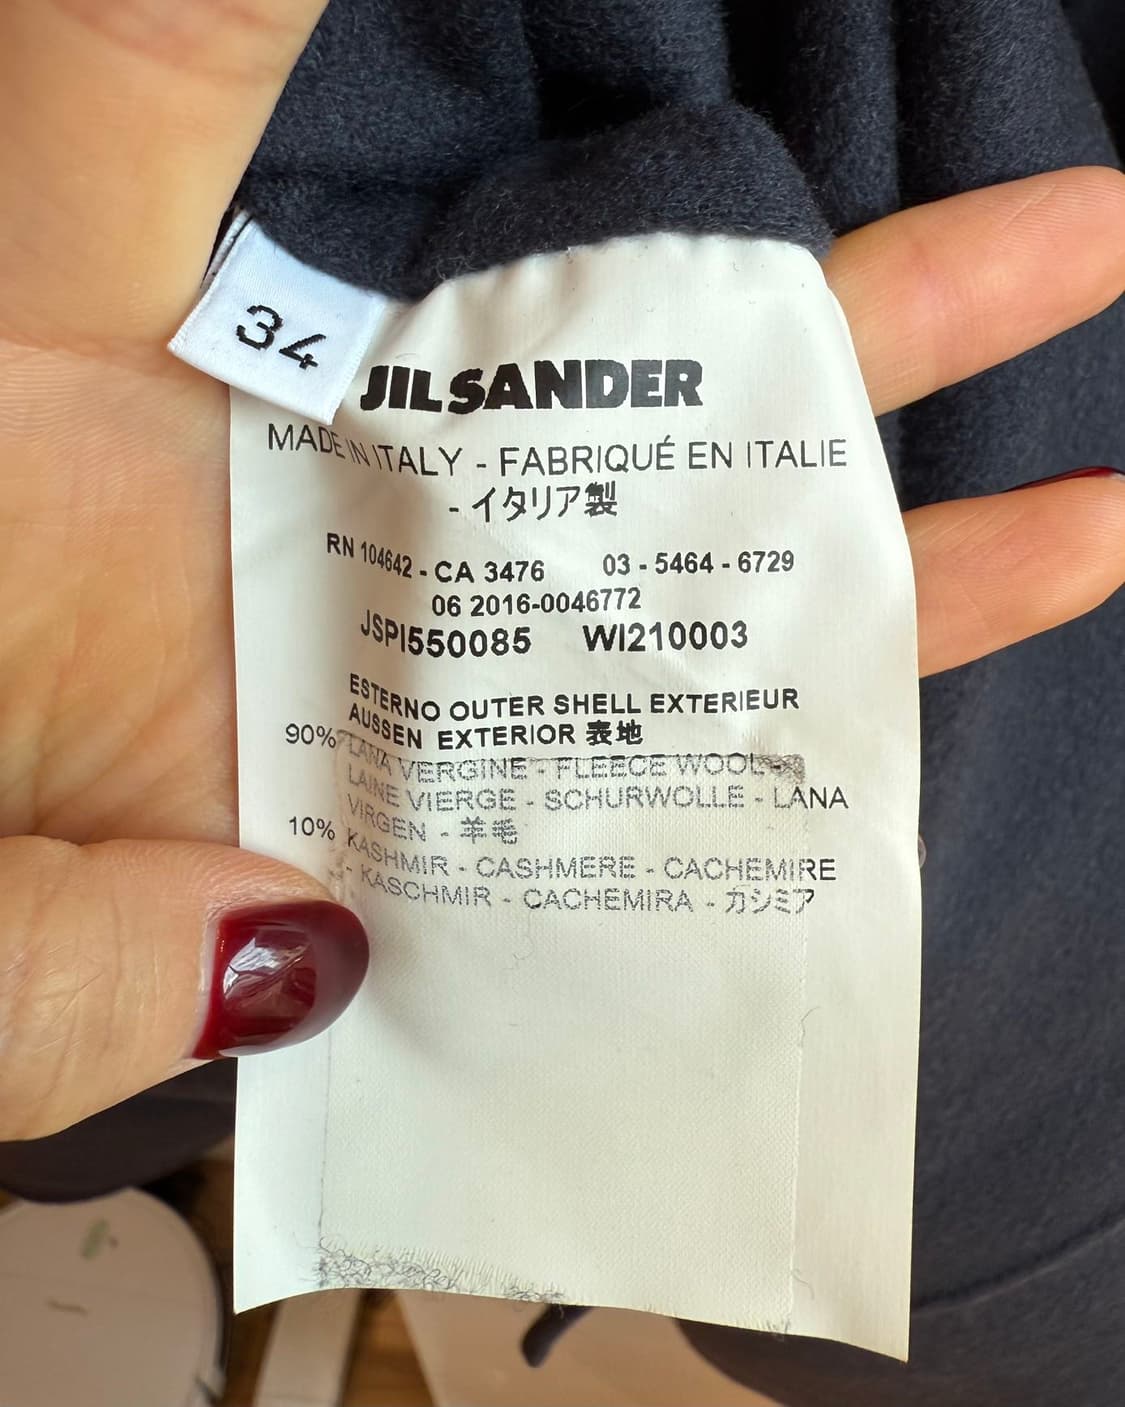 34
JIL SANDER
MADE IN ITALY - FABRIQUÉ EN ITALIE
- イタリア製
RN 104642 - CA 3476 03 - 5464 - 6729
06 2016-0046772
JSPI550085 WI210003
ESTERNO OUTER SHELL EXTERIEUR
AUSSEN EXTERIOR 表地
90% LANA VERGINE - FLEECE WOOL -
LAINE VIERGE - SCHURWOLLE - LANA
VIRGEN - 羊毛
10% KASHMIR - CASHMERE - CACHEMIRE
- KASCHMIR - CACHEMIRA - カシミア